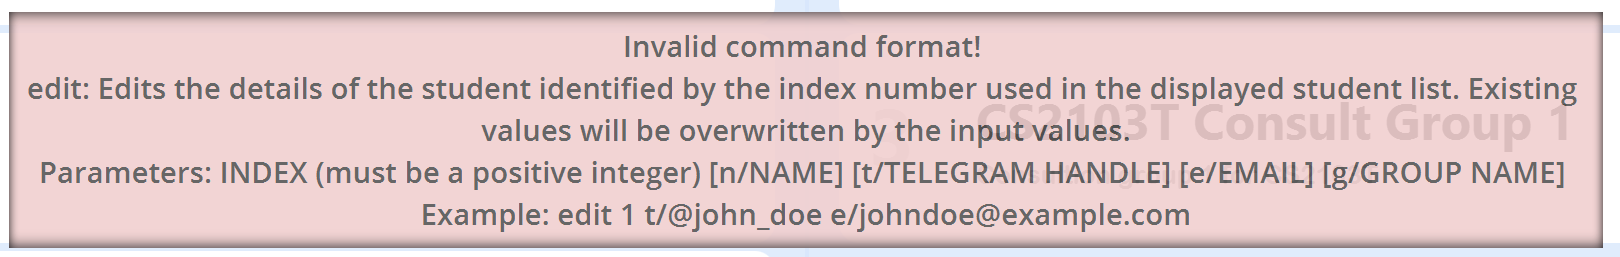 Invalid command format!
edit: Edits the details of the student identified by the index number used in the displayed student list. Existing
values will be overwritten by the input values.
CS2103T Consult Group 1
Parameters: INDEX (must be a positive integer) [n/NAME] [t/TELEGRAM HANDLE] [e/EMAIL] [g/GROUP NAME]
Example: edit 1 t/@john_doe e/johndoe@example.com